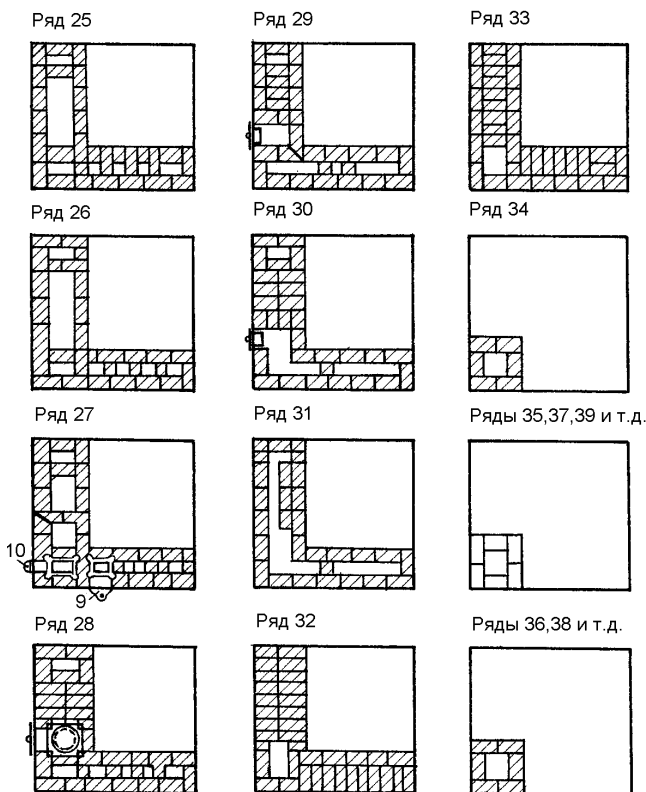 Ряд 25
Ряд 29
Ряд 33
Ряд 26
Ряд 30
Ряд 34
Ряд 27
Ряд 31
Ряды 35,37,39 и т.д.
10
9
Ряд 28
Ряд 32
Ряды 36,38 и т.д.